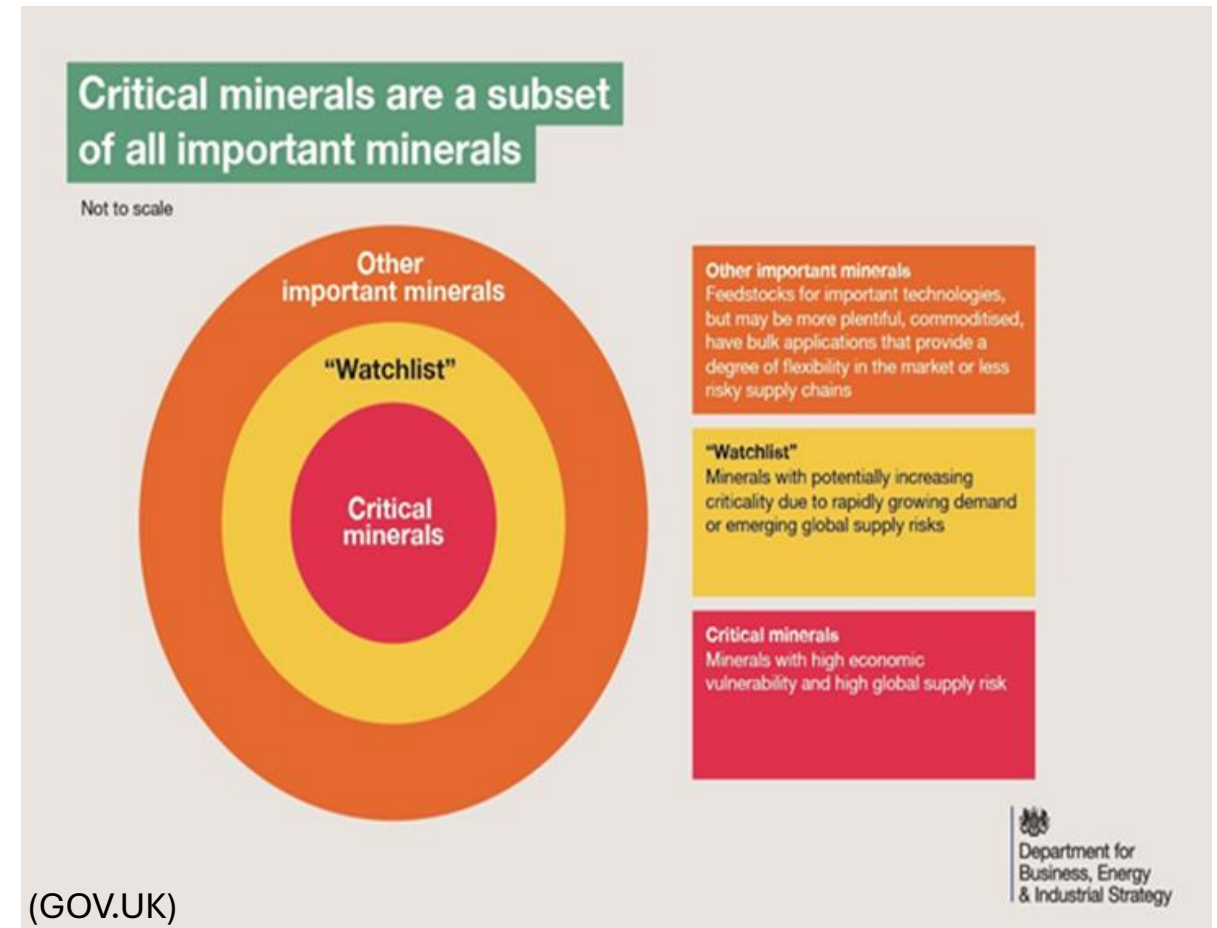 Critical minerals are a subset
of all important minerals
Not to scale
Other
important minerals
“Watchlist”
Critical
minerals
Other important minerals
Feedstocks for important technologies,
but may be more plentiful, commoditised,
have bulk applications that provide a
degree of flexibility in the market or less
risky supply chains
“Watchlist”
Minerals with potentially increasing
criticality due to rapidly growing demand
or emerging global supply risks
Critical minerals
Minerals with high economic
vulnerability and high global supply risk
Department for
Business, Energy
& Industrial Strategy
(GOV.UK)